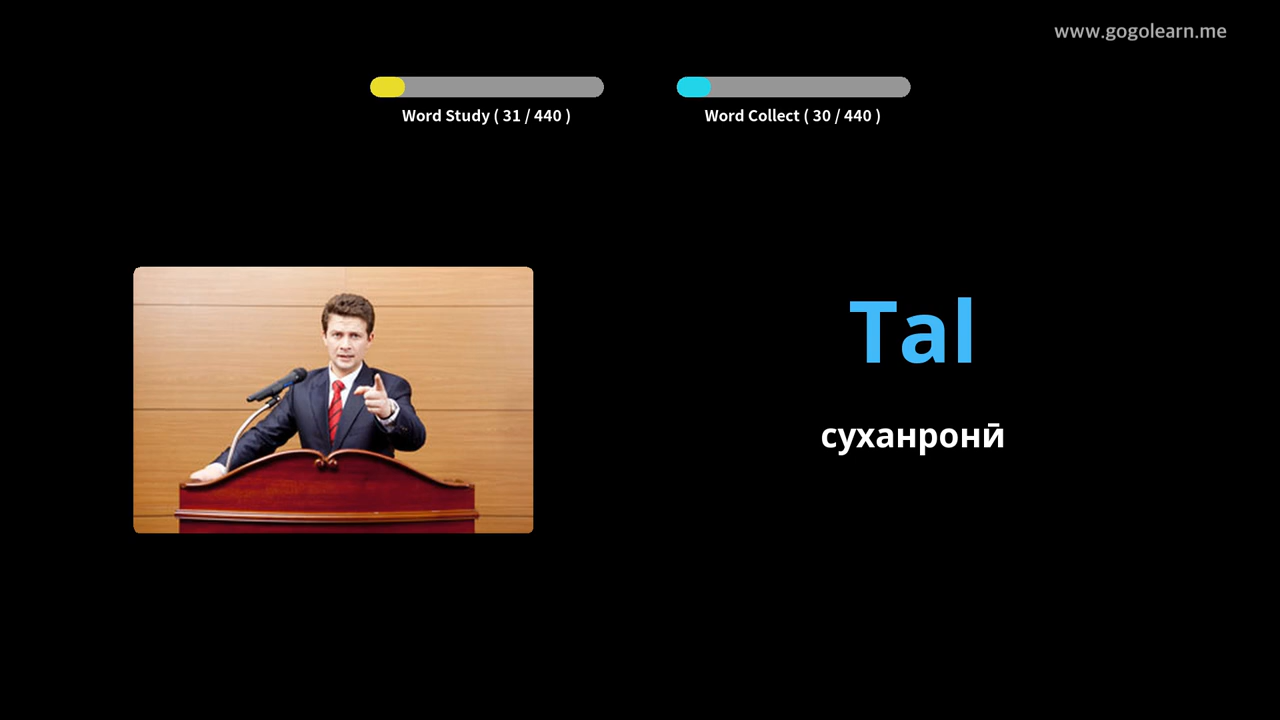 www.gogolearn.me
Word Study ( 31 / 440 )
Word Collect ( 30 / 440 )
Tal
суханронӣ